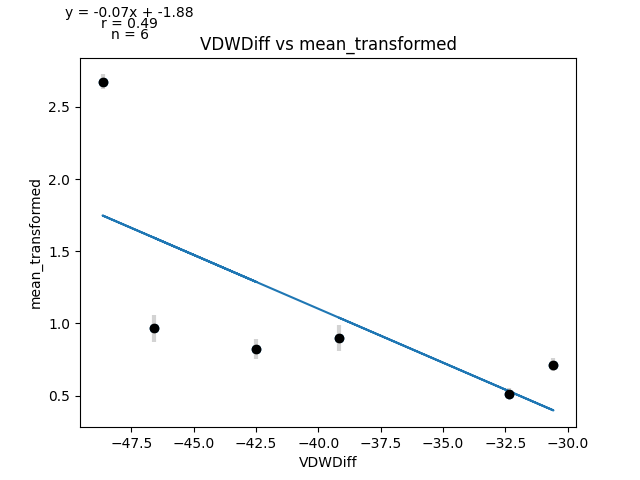 y = -0.07x + -1.88
r = 0.49
n = 6
VDWDiff vs mean_transformed
mean_transformed
2.5
2.0
1.5
1.0
0.5
−47.5 −45.0 −42.5 −40.0 −37.5 −35.0 −32.5 −30.0
VDWDiff